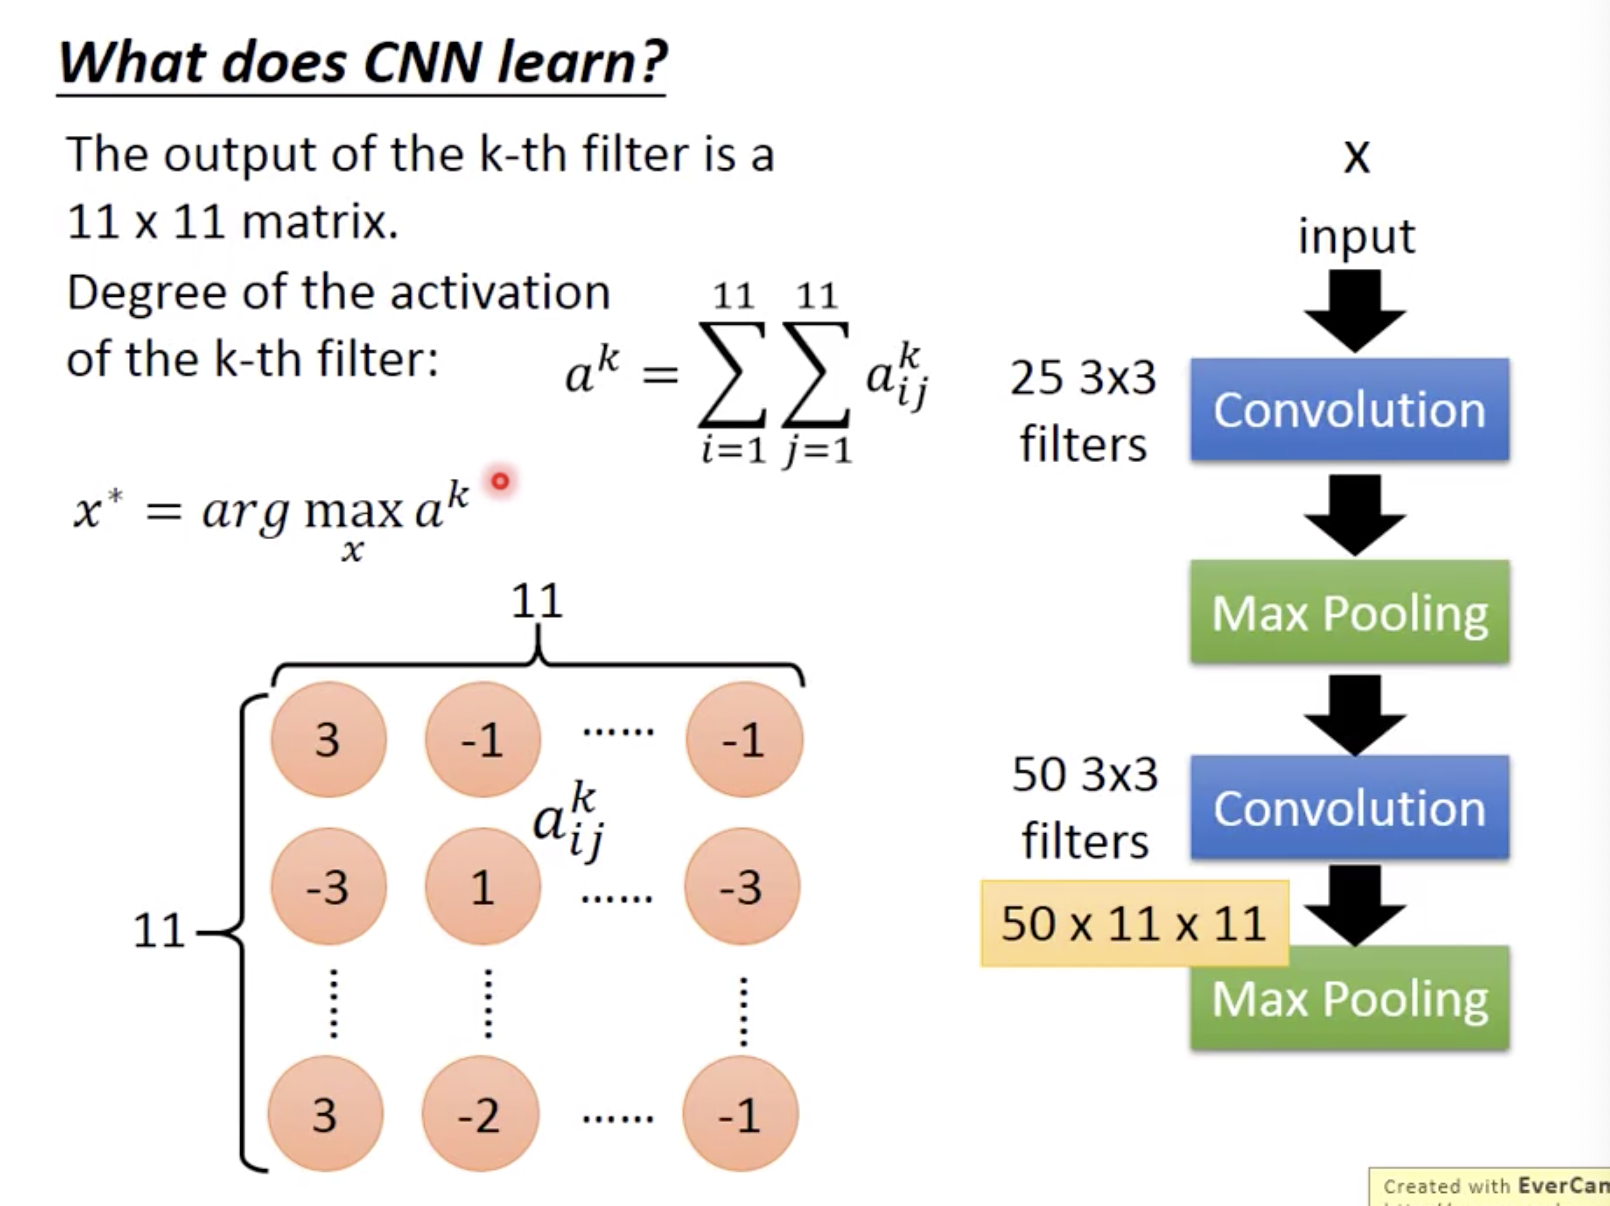 What does CNN learn?
The output of the k-th filter is a
11 x 11 matrix.
Degree of the activation
of the k-th filter:
a^k = \sum_{i=1}^{11} \sum_{j=1}^{11} a_{ij}^k
x^* = arg max_x a^k
11
11
3 -1 ...... -1
a_{ij}^k
-3 1 ...... -3
3 -2 ...... -1
x
input
25 3x3
filters
Convolution
Max Pooling
50 3x3
filters
Convolution
50 x 11 x 11
Max Pooling
Created with EverCam